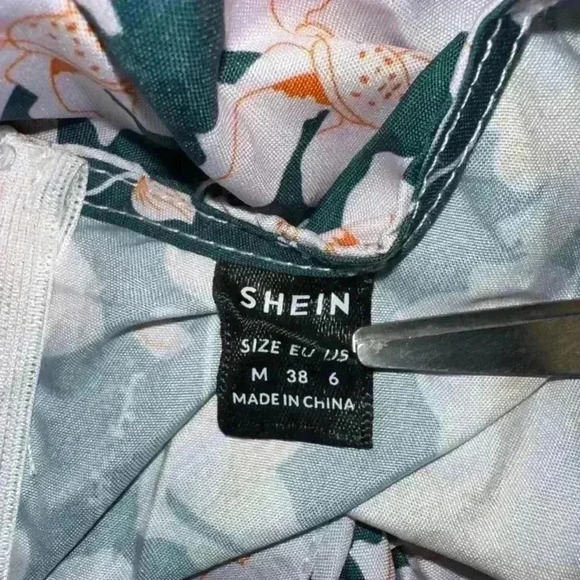 SHEIN
SIZE EU US
M 38 6
MADE IN CHINA